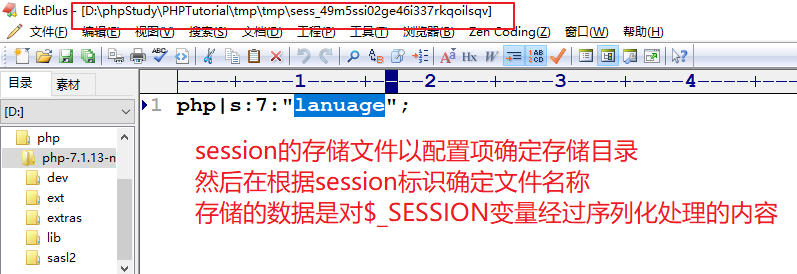 EditPlus - [D:\phpStudy\PHPTutorial\tmp\tmp\sess_49m5ssi02ge46i337rkqoilsqv]
文件(F) 编辑(E) 视图(V) 搜索(S) 文档(D) 工程(P) 工具(T) 浏览器(B) Zen Coding(Z) 窗口(W)
目录 素材
[D:]
php
php-7.1.13-n
dev
ext
extras
lib
sasl2
----+----1----+----2----+----3----+----4----+--
1 php|s:7:"lanuage";
session的存储文件以配置项确定存储目录
然后在根据session标识确定文件名称
存储的数据是对$_SESSION变量经过序列化处理的内容